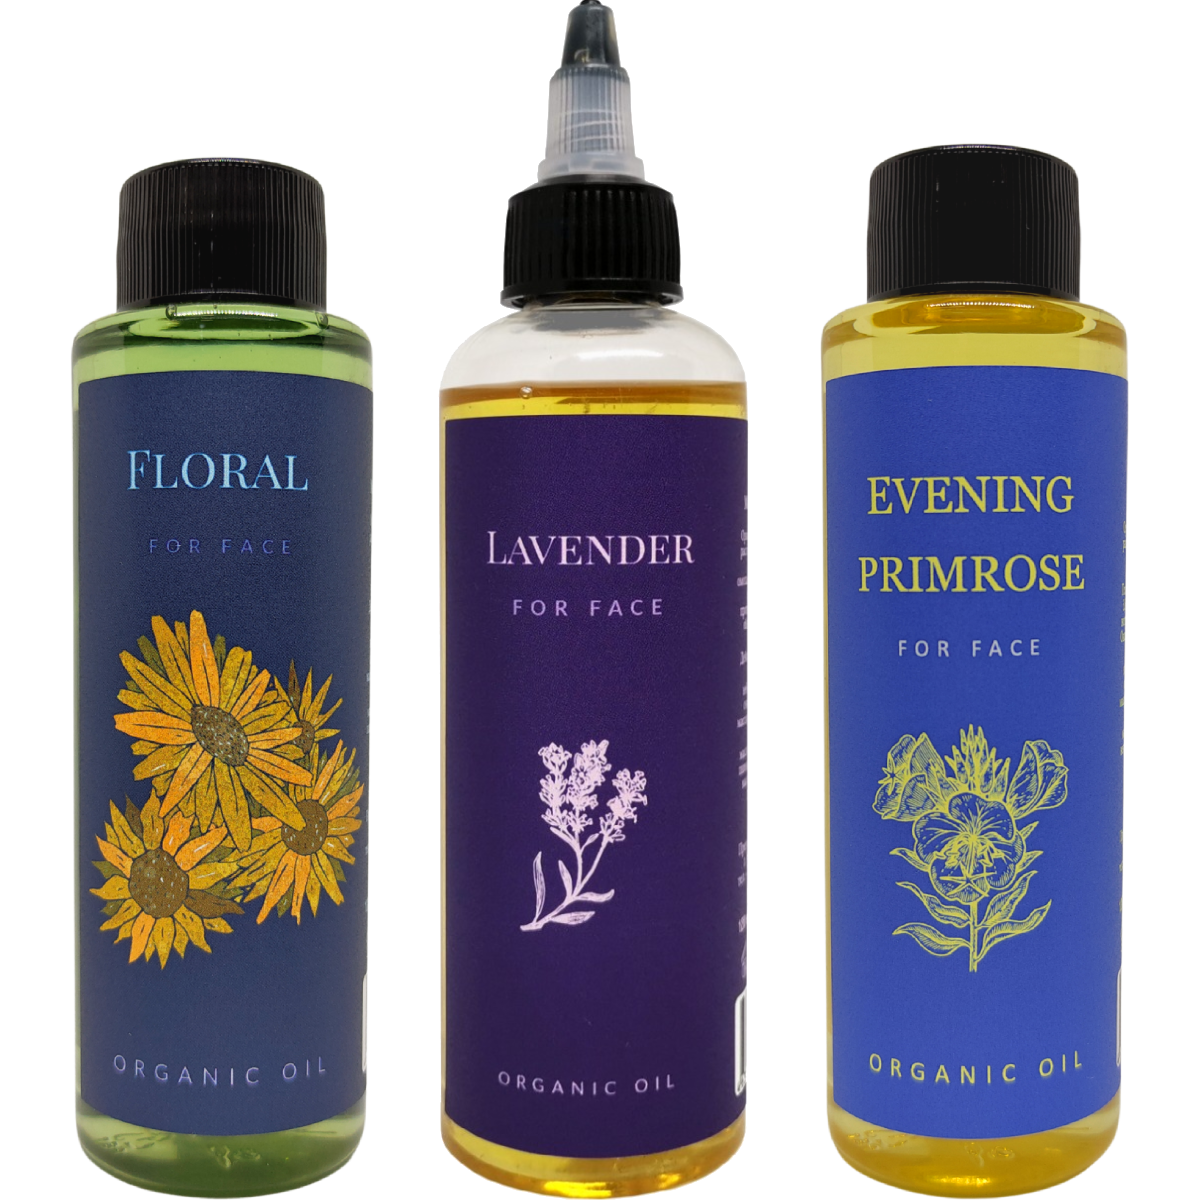 FLORAL
FOR FACE
ORGANIC OIL
LAVENDER
FOR FACE
ORGANIC OIL
EVENING
PRIMROSE
FOR FACE
ORGANIC OIL